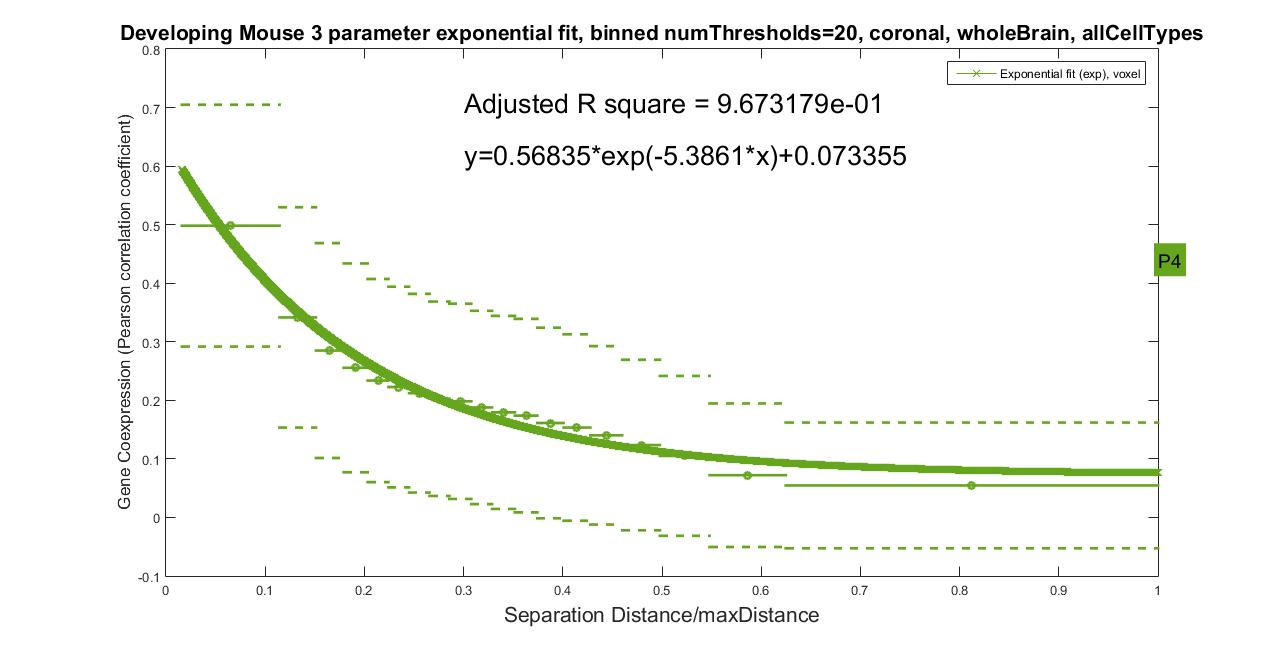 Developing Mouse 3 parameter exponential fit, binned numThresholds=20, coronal, wholeBrain, allCellTypes
Exponential fit (exp), voxel
Adjusted R square = 9.673179e-01
y=0.56835*exp(-5.3861*x)+0.073355
P4
Gene Coexpression (Pearson correlation coefficient)
0.8
0.7
0.6
0.5
0.4
0.3
0.2
0.1
0
-0.1
0 0.1 0.2 0.3 0.4 0.5 0.6 0.7 0.8 0.9 1
Separation Distance/maxDistance